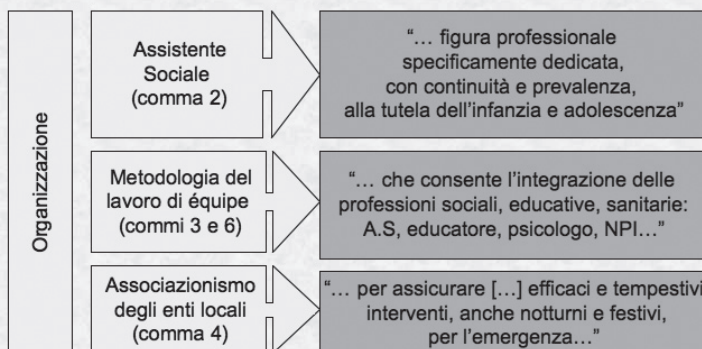 Organizzazione
Assistente
Sociale
(comma 2)
“… figura professionale
specificamente dedicata,
con continuità e prevalenza,
alla tutela dell’infanzia e adolescenza”
Metodologia del
lavoro di équipe
(commi 3 e 6)
“… che consente l’integrazione delle
professioni sociali, educative, sanitarie:
A.S, educatore, psicologo, NPI…”
Associazionismo
degli enti locali
(comma 4)
“… per assicurare […] efficaci e tempestivi
interventi, anche notturni e festivi,
per l’emergenza…”